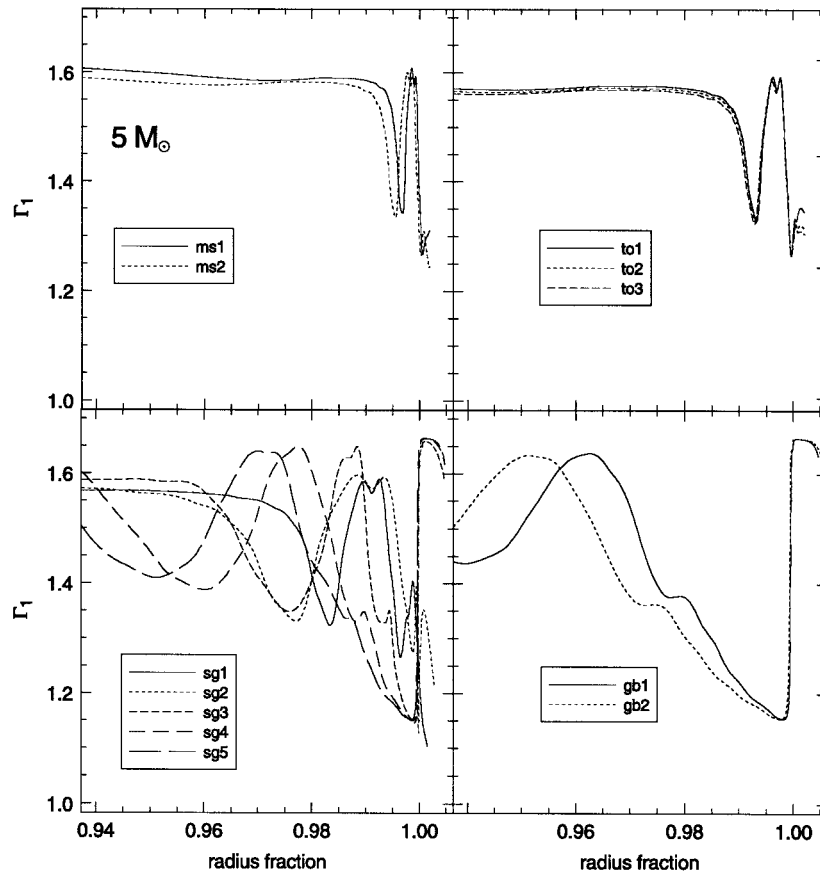 1.6
1.4
1.2
1.0
Γ1
5 M⊙
ms1
ms2
to1
to2
to3
1.6
1.4
1.2
1.0
Γ1
sg1
sg2
sg3
sg4
sg5
gb1
gb2
0.94 0.96 0.98 1.00 0.96 0.98 1.00
radius fraction radius fraction